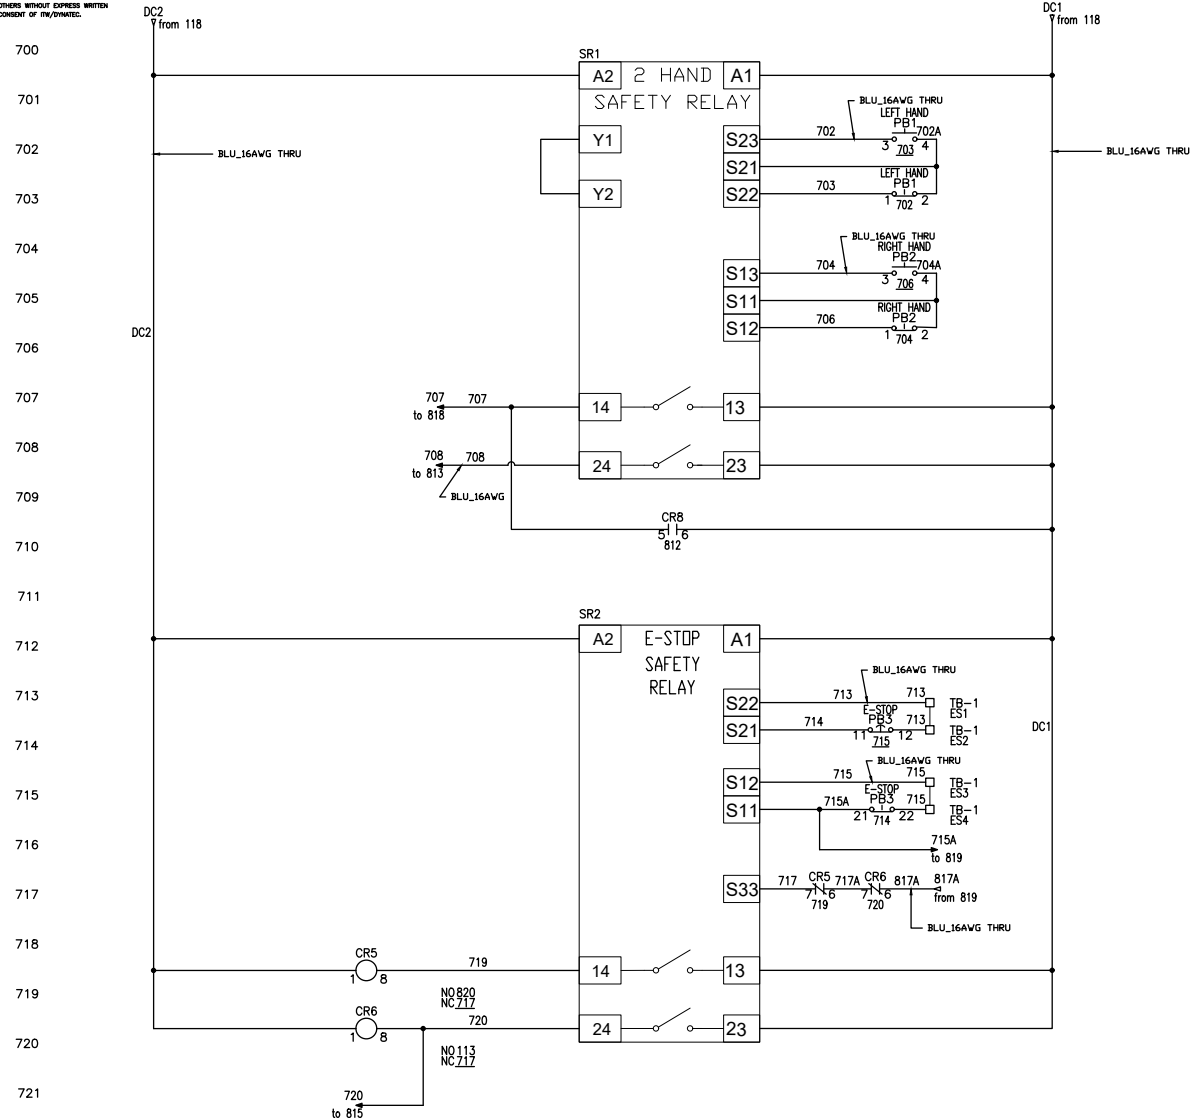 OTHERS WITHOUT EXPRESS WRITTEN
CONSENT OF ITW/DYNATEC.
DC2
from 118
DC1
from 118
700
SR1
A2 2 HAND A1
SAFETY RELAY
701
BLU_16AWG THRU
LEFT HAND
PB1
Y1 S23 702 3 4 702A
703
702
BLU_16AWG THRU
BLU_16AWG THRU
S21
LEFT HAND
PB1
Y2 S22 703 1 2
702
703
704
BLU_16AWG THRU
RIGHT HAND
PB2
S13 704 3 4 704A
706
705
S11
RIGHT HAND
PB2
S12 706 1 2
704
DC2
706
707
707 707
to 818
14 13
708
708 708
to 813
24 23
709
BLU_16AWG
CR8
5 6
812
710
711
SR2
712
A2 E-STOP A1
SAFETY
RELAY
713
BLU_16AWG THRU
S22 713 713 TB-1
ES1
E-STOP
PB3
S21 714 11 12 713 TB-1
715 ES2
DC1
714
BLU_16AWG THRU
S12 715 715 TB-1
ES3
715
E-STOP
PB3
S11 715A 21 22 715 TB-1
714 ES4
716
715A
to 819
717
S33 717 CR5 717A CR6 817A 817A
7 6 7 6 from 819
719 720
BLU_16AWG THRU
718
CR5
1 8 719 14 13
719
NO 820
NC 717
CR6
1 8 720 24 23
720
NO 113
NC 717
721
720
to 815